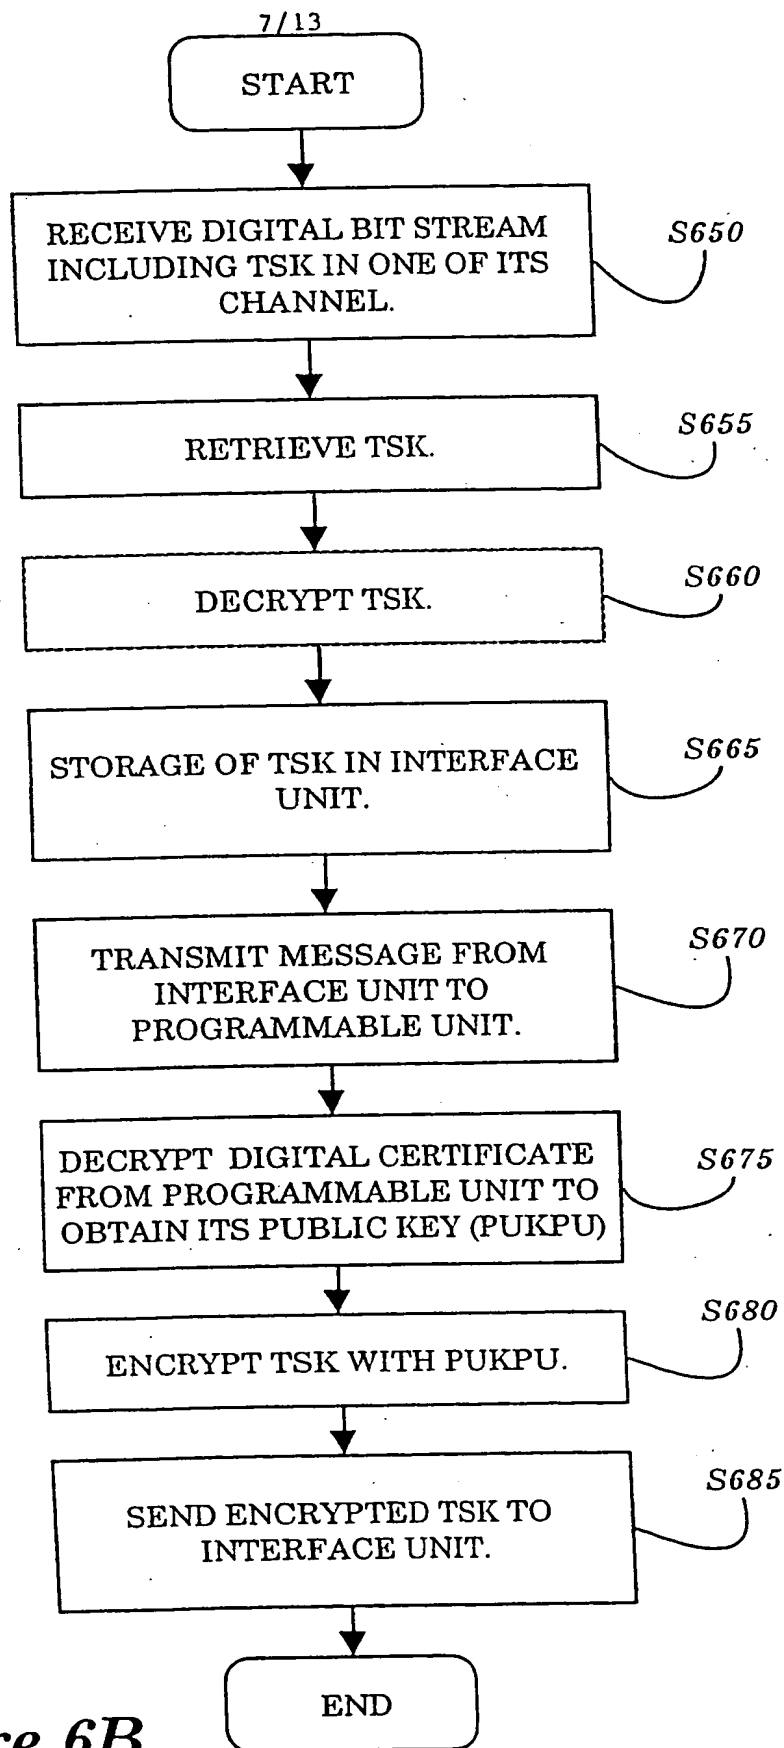 7/13
START
RECEIVE DIGITAL BIT STREAM
INCLUDING TSK IN ONE OF ITS
CHANNEL.
S650
RETRIEVE TSK.
S655
DECRYPT TSK.
S660
STORAGE OF TSK IN INTERFACE
UNIT.
S665
TRANSMIT MESSAGE FROM
INTERFACE UNIT TO
PROGRAMMABLE UNIT.
S670
DECRYPT DIGITAL CERTIFICATE
FROM PROGRAMMABLE UNIT TO
OBTAIN ITS PUBLIC KEY (PUKPU)
S675
ENCRYPT TSK WITH PUKPU.
S680
SEND ENCRYPTED TSK TO
INTERFACE UNIT.
S685
END
6B